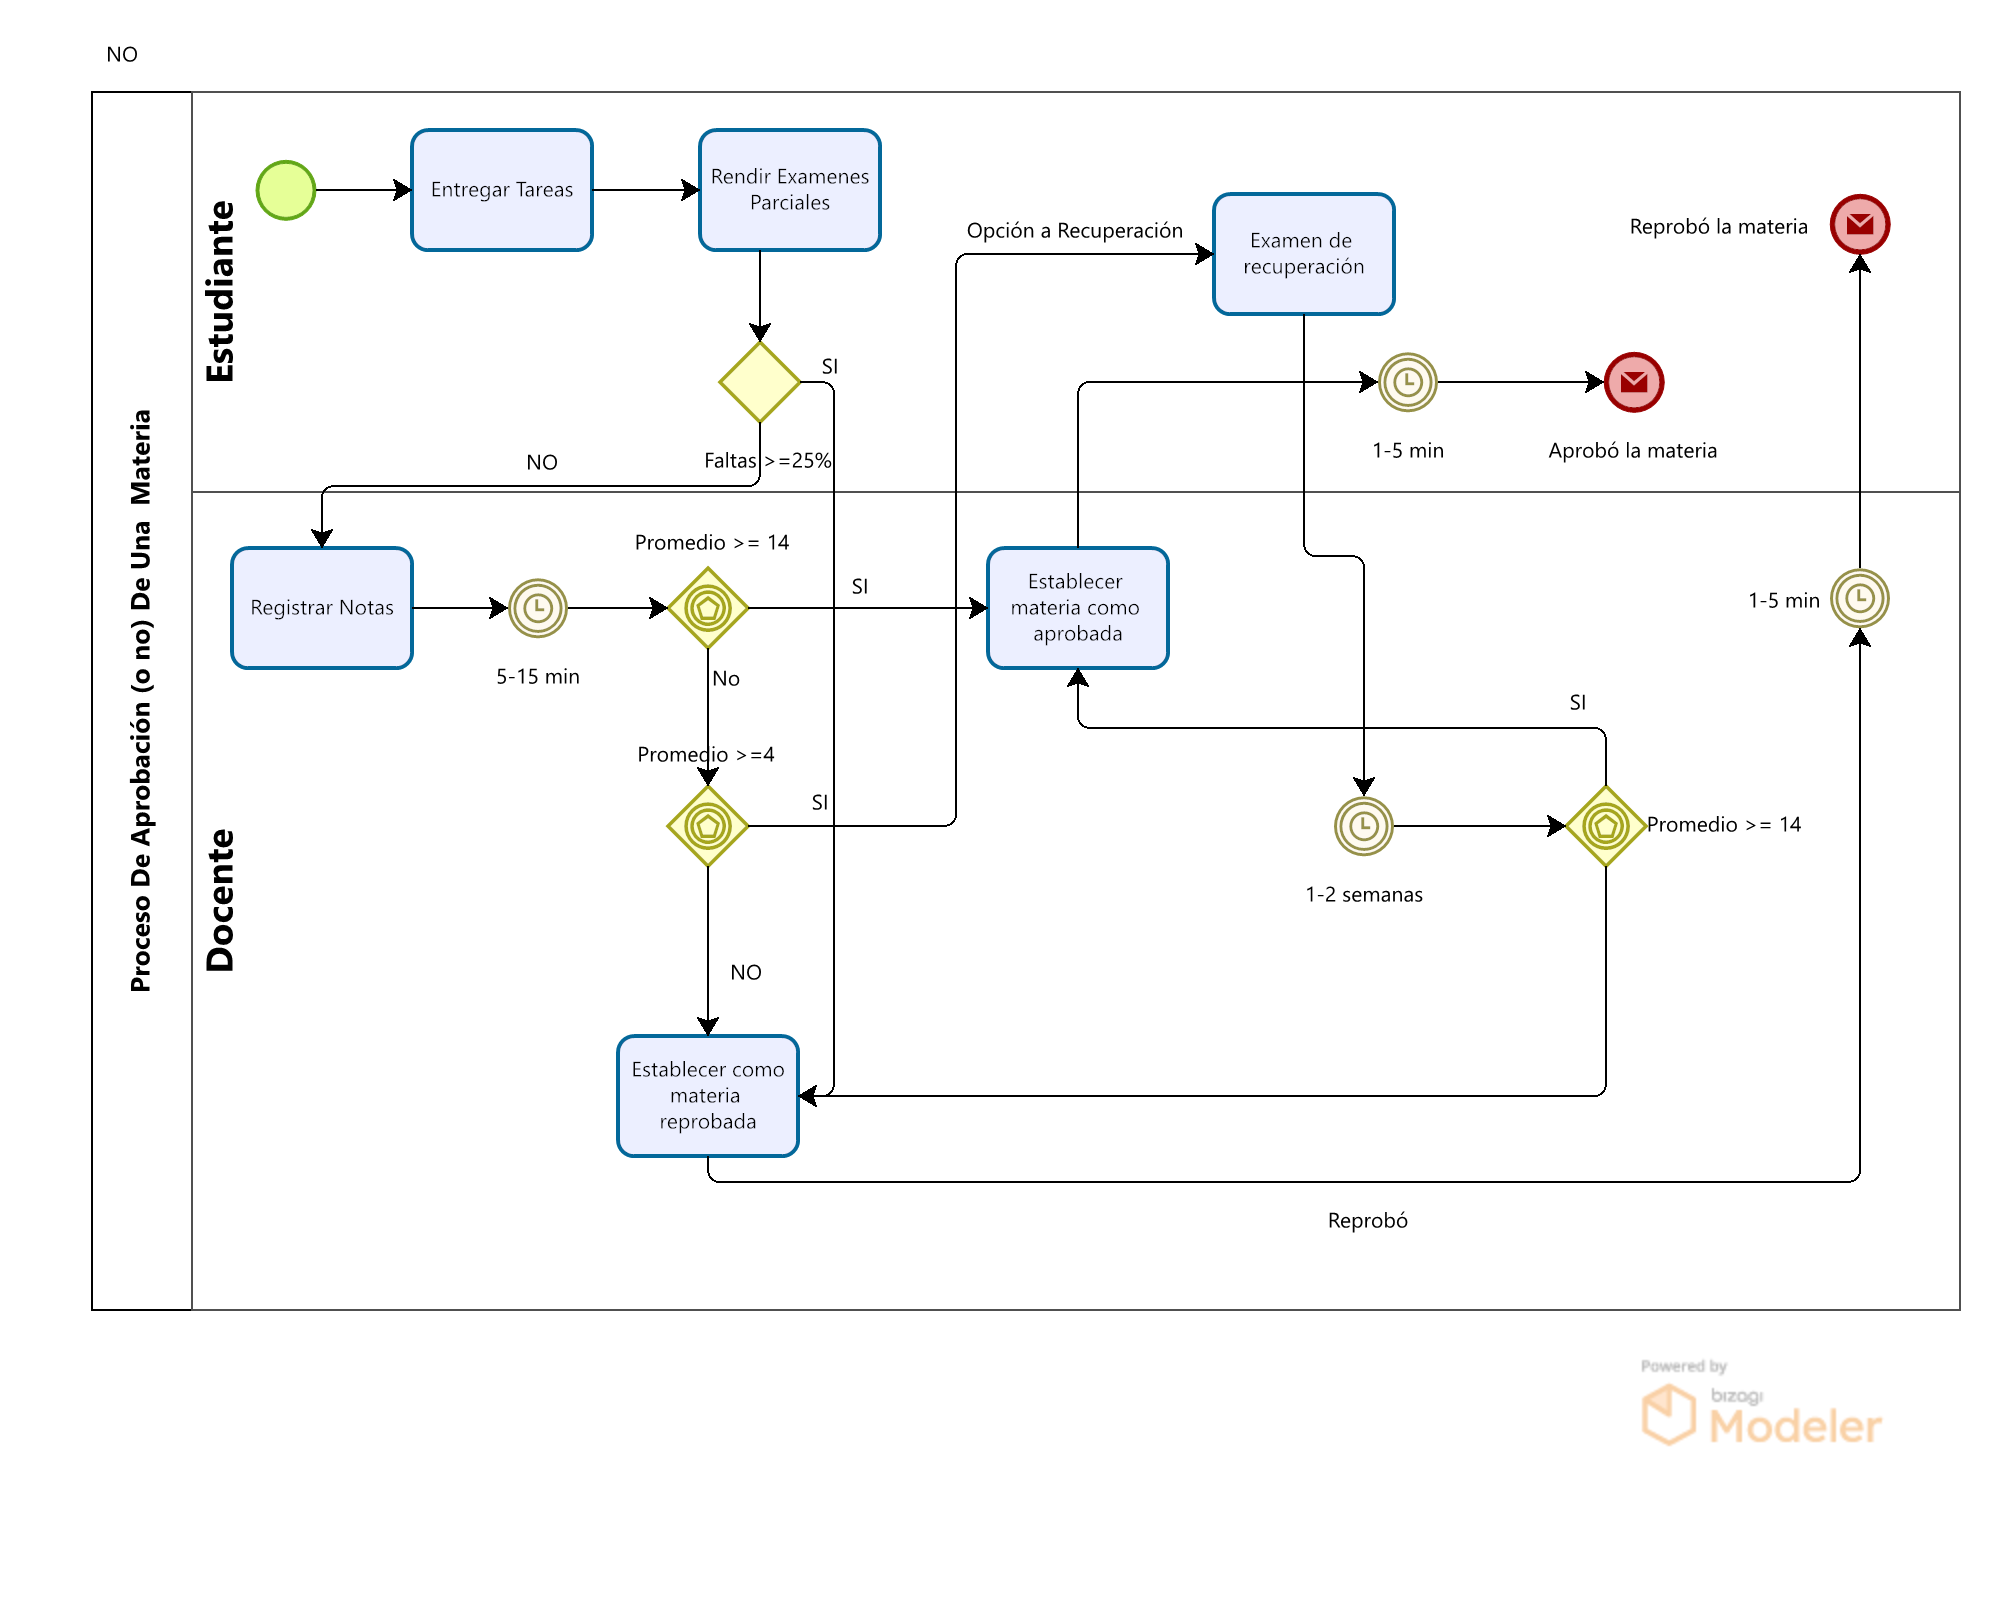 NO
Proceso De Aprobación (o no) De Una Materia
Estudiante
Entregar Tareas
Rendir Examenes
Parciales
Opción a Recuperación
Examen de
recuperación
Reprobó la materia
SI
NO
Faltas >=25%
1-5 min
Aprobó la materia
Docente
Registrar Notas
5-15 min
Promedio >= 14
SI
No
Establecer
materia como
aprobada
1-5 min
SI
Promedio >=4
SI
Promedio >= 14
1-2 semanas
NO
Establecer como
materia
reprobada
Reprobó
Powered by
bizagi
Modeler